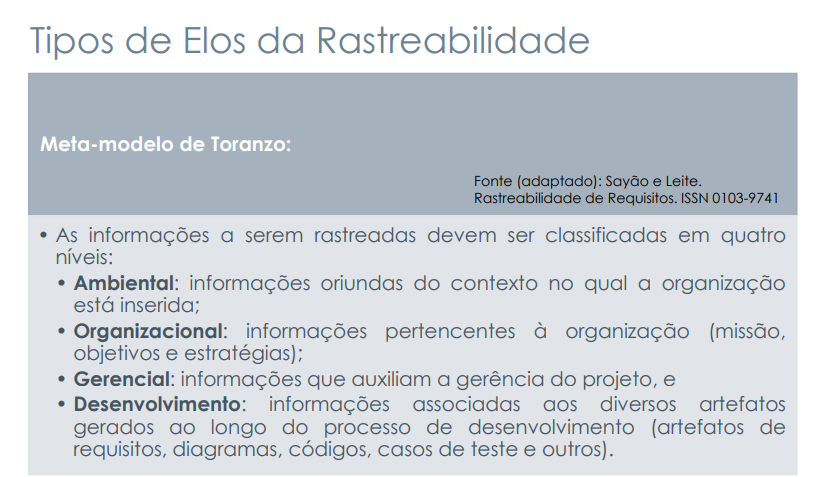 Tipos de Elos da Rastreabilidade
Meta-modelo de Toranzo:
Fonte (adaptado): Sayão e Leite.
Rastreabilidade de Requisitos. ISSN 0103-9741
• As informações a serem rastreadas devem ser classificadas em quatro
níveis:
• Ambiental: informações oriundas do contexto no qual a organização
está inserida;
• Organizacional: informações pertencentes à organização (missão,
objetivos e estratégias);
• Gerencial: informações que auxiliam a gerência do projeto, e
• Desenvolvimento: informações associadas aos diversos artefatos
gerados ao longo do processo de desenvolvimento (artefatos de
requisitos, diagramas, códigos, casos de teste e outros).